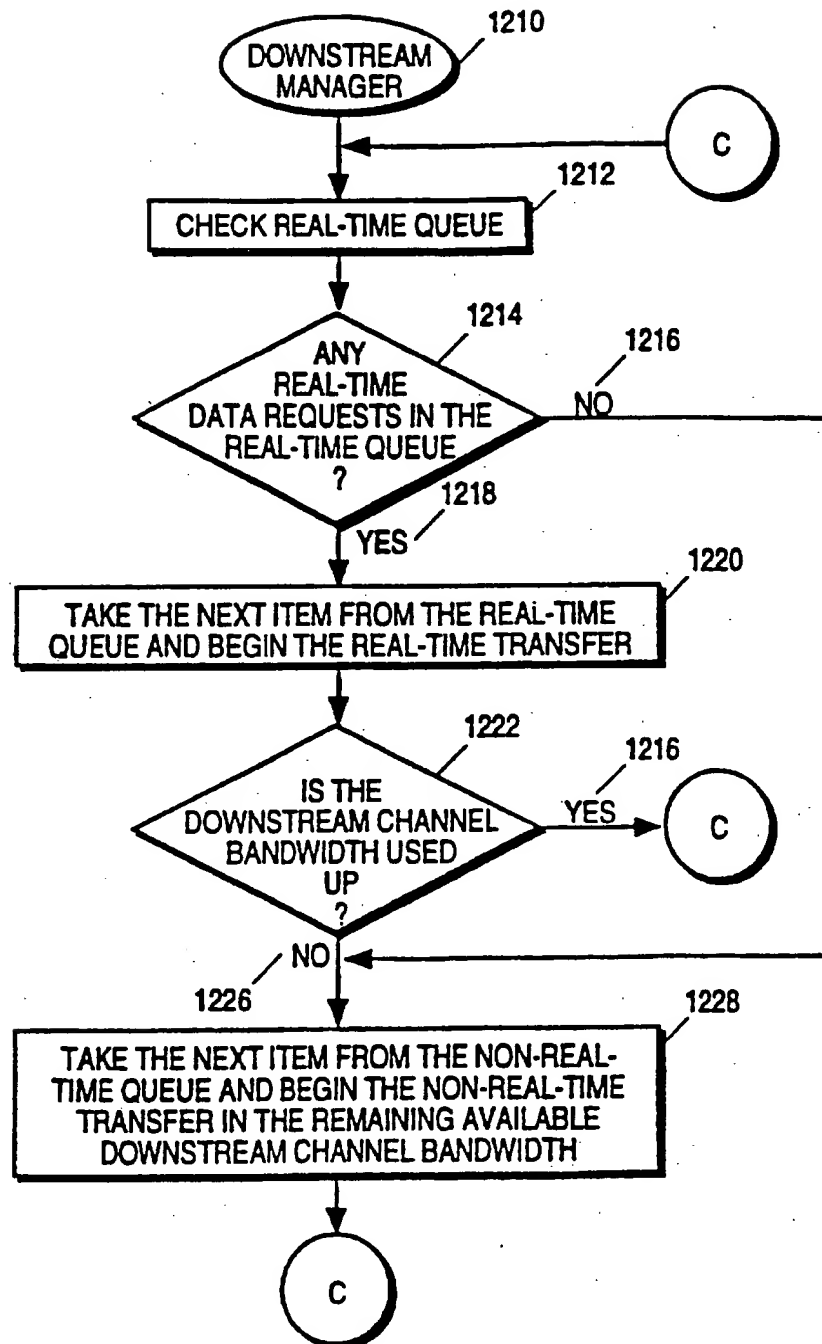 1210
DOWNSTREAM
MANAGER
C
1212
CHECK REAL-TIME QUEUE
1214
ANY
REAL-TIME
DATA REQUESTS IN THE
REAL-TIME QUEUE
?
1216
NO
1218
YES
1220
TAKE THE NEXT ITEM FROM THE REAL-TIME
QUEUE AND BEGIN THE REAL-TIME TRANSFER
1222
IS THE
DOWNSTREAM CHANNEL
BANDWIDTH USED
UP
?
1216
YES
C
NO
1226
1228
TAKE THE NEXT ITEM FROM THE NON-REAL-
TIME QUEUE AND BEGIN THE NON-REAL-TIME
TRANSFER IN THE REMAINING AVAILABLE
DOWNSTREAM CHANNEL BANDWIDTH
C